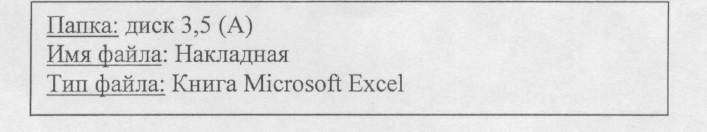 Папка: диск 3,5 (А)
Имя файла: Накладная
Тип файла: Книга Microsoft Excel